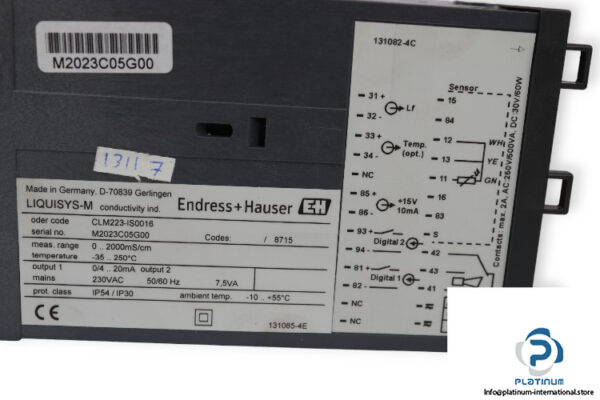 M2023C05G00
13117
Made in Germany. D-70839 Gerlingen
LIQUISYS-M conductivity ind. Endress+Hauser EH
oder code CLM223-IS0016
serial no. M2023C05G00 Codes: / 8715
meas. range 0 .. 2000mS/cm
temperature -35 .. 250°C
output 1 0/4 .. 20mA output 2
mains 230VAC 50/60 Hz 7,5VA
prot. class IP54 / IP30 ambient temp. -10 .. +55°C
CE
131085-4E
131082-4C
Sensor
31 + Lf 15
32 - 84
33 + Temp. 12 WH
34 - (opt.) 13 YE
NC 11 GN
85 + +15V 16
86 - 10mA 83
93 + S
Digital 2
94 - 42
81 + 43
Digital 1
82 - 41
NC
NC
Contacts: max. 2A, AC 250V/500VA, DC 30V/60W
PLATINUM
info@platinum-international.store